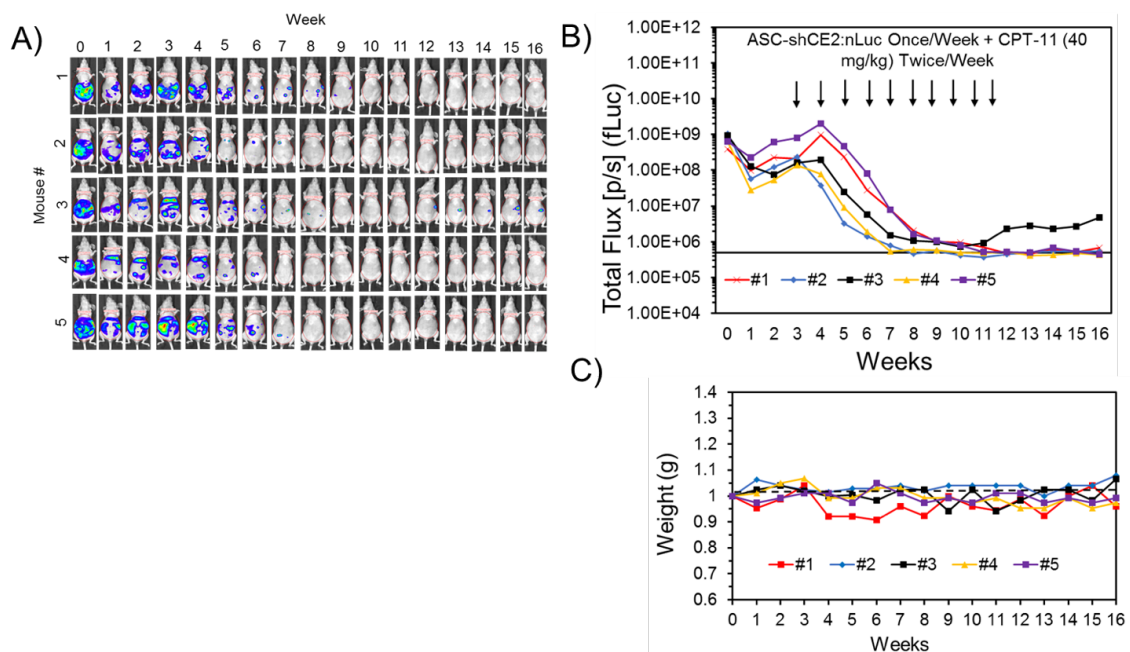 A)
Week
0 1 2 3 4 5 6 7 8 9 10 11 12 13 14 15 16
Mouse #
1
2
3
4
5
B)
ASC-shCE2:nLuc Once/Week + CPT-11 (40
mg/kg) Twice/Week
Total Flux [p/s] (fLuc)
1.00E+12
1.00E+11
1.00E+10
1.00E+09
1.00E+08
1.00E+07
1.00E+06
1.00E+05
1.00E+04
#1 #2 #3 #4 #5
0 1 2 3 4 5 6 7 8 9 10 11 12 13 14 15 16
Weeks
C)
Weight (g)
1.4
1.3
1.2
1.1
1
0.9
0.8
0.7
0.6
#1 #2 #3 #4 #5
0 1 2 3 4 5 6 7 8 9 10 11 12 13 14 15 16
Weeks